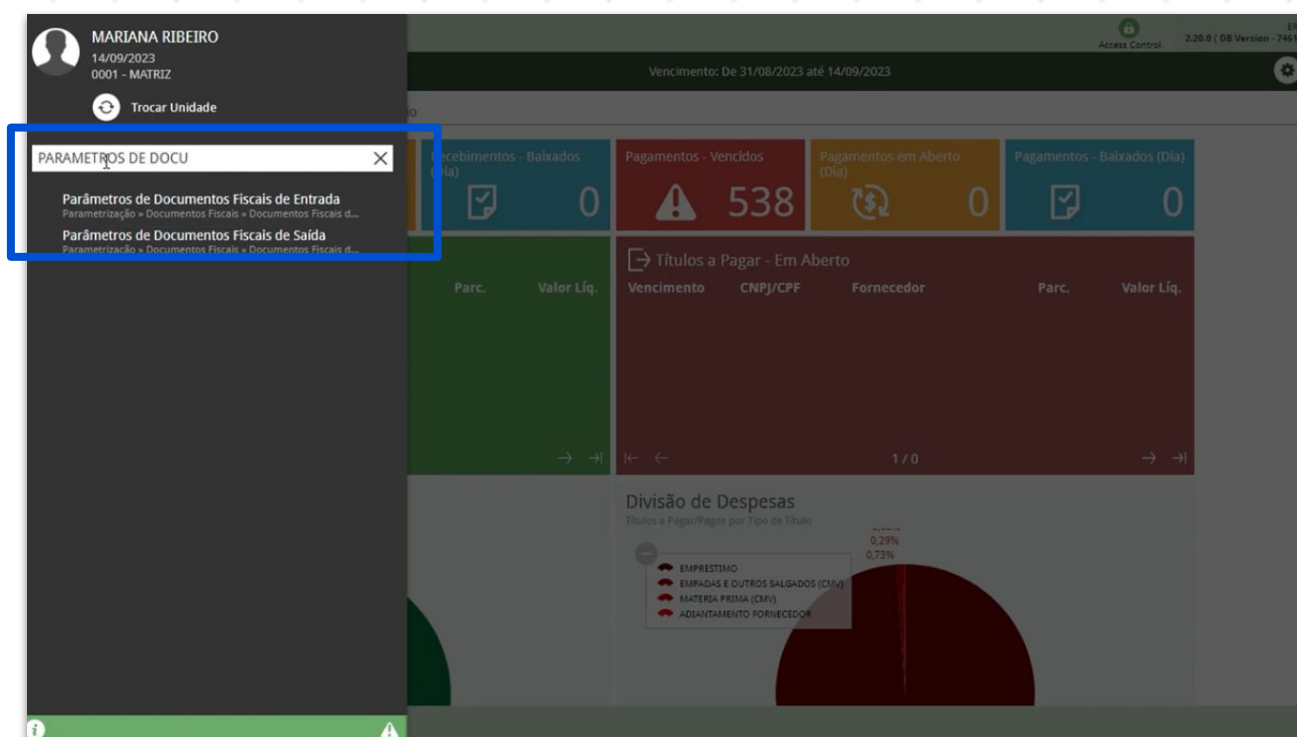 MARIANA RIBEIRO
14/09/2023
0001 - MATRIZ
Trocar Unidade
PARAMETROS DE DOCU
Parâmetros de Documentos Fiscais de Entrada
Parametrização » Documentos Fiscais » Documentos Fiscais d...
Parâmetros de Documentos Fiscais de Saída
Parametrização » Documentos Fiscais » Documentos Fiscais d...
Access Control
2.20.0 ( DB Version - 7461
Vencimento: De 31/08/2023 até 14/09/2023
Recebimentos - Baixados
(Dia)
0
Pagamentos - Vencidos
538
Pagamentos em Aberto
(Dia)
0
Pagamentos - Baixados (Dia)
0
Parc. Valor Líq.
Títulos a Pagar - Em Aberto
Vencimento CNPJ/CPF Fornecedor Parc. Valor Líq.
1 / 0
Divisão de Despesas
Títulos a Pagar/Pagos por Tipo de Título
0,29%
0,73%
EMPRESTIMO
EMPADAS E OUTROS SALGADOS (CMV)
MATERIA PRIMA (CMV)
ADIANTAMENTO FORNECEDOR